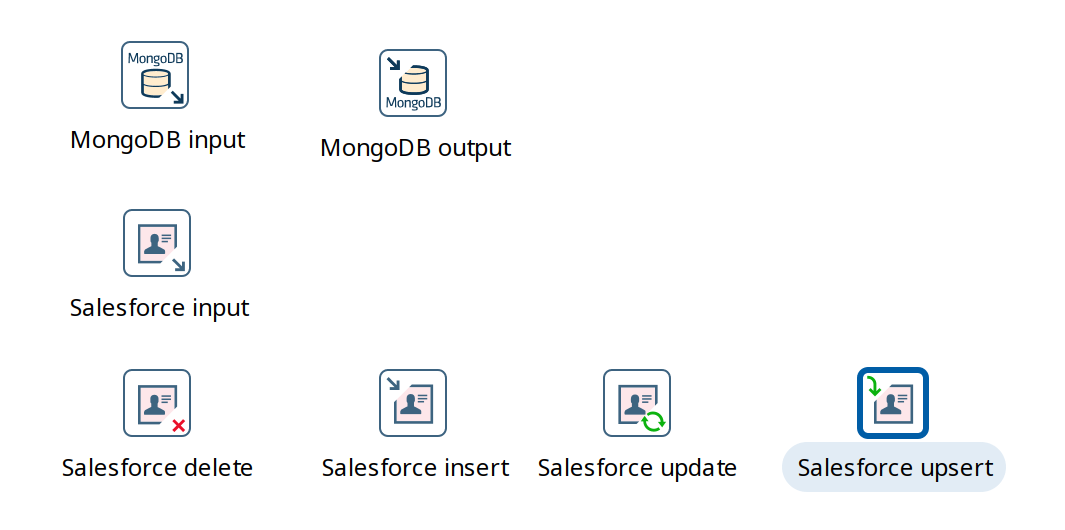 MongoDB
MongoDB
MongoDB input
MongoDB output
Salesforce input
Salesforce delete
Salesforce insert
Salesforce update
Salesforce upsert